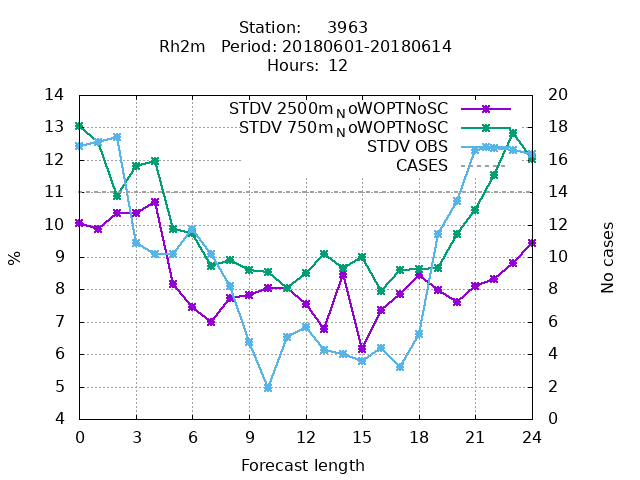 Station: 3963
Rh2m Period: 20180601-20180614
Hours: 12
14 20
STDV 2500mNoWOPTNoSC
13 18
STDV 750mNoWOPTNoSC
STDV OBS
12 16
CASES
11 14
10 12
9 10
% No cases
8 8
7 6
6 4
5 2
4 0
0 3 6 9 12 15 18 21 24
Forecast length